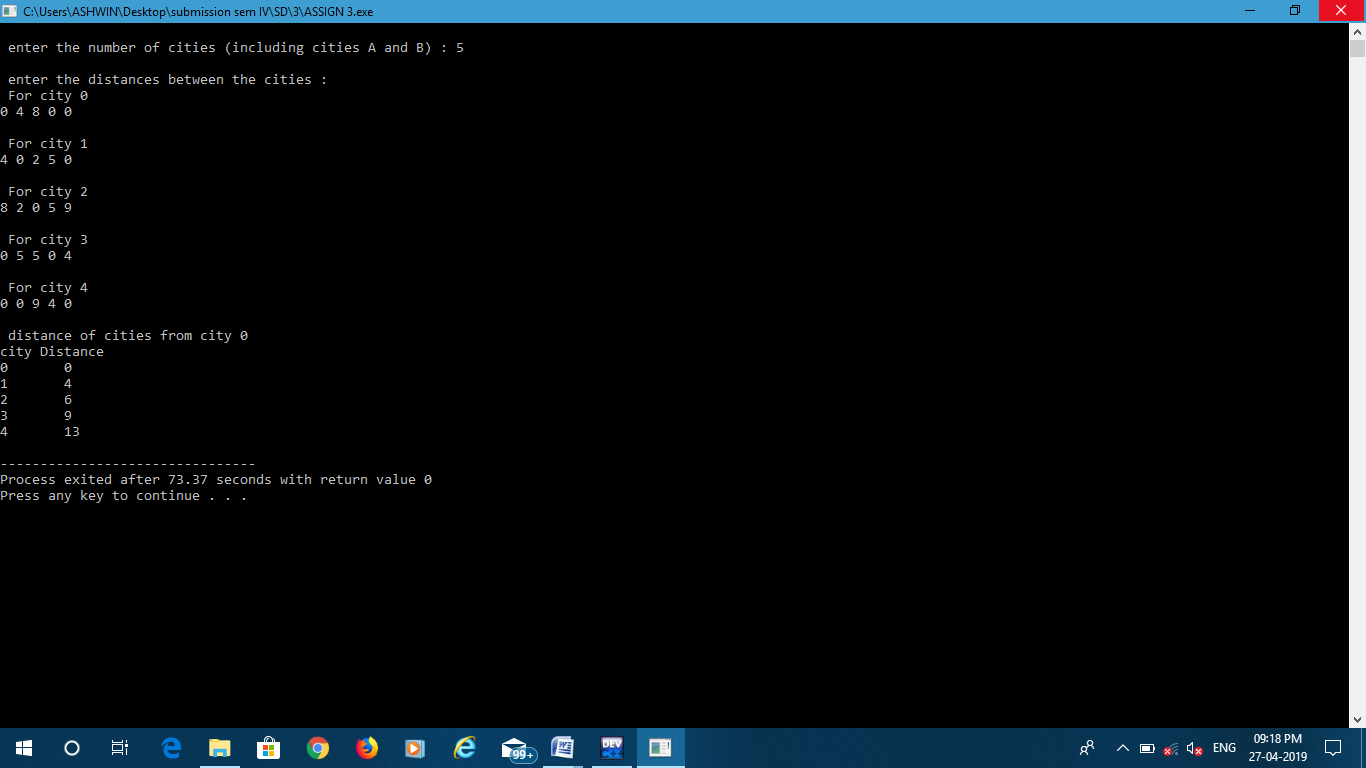 C:\Users\ASHWIN\Desktop\submission sem IV\SD\3\ASSIGN 3.exe
enter the number of cities (including cities A and B) : 5
enter the distances between the cities :
For city 0
0 4 8 0 0
For city 1
4 0 2 5 0
For city 2
8 2 0 5 9
For city 3
0 5 5 0 4
For city 4
0 0 9 4 0
distance of cities from city 0
city Distance
0 0
1 4
2 6
3 9
4 13
--------------------------------
Process exited after 73.37 seconds with return value 0
Press any key to continue . . .
99+
DEV
ENG
09:18 PM
27-04-2019